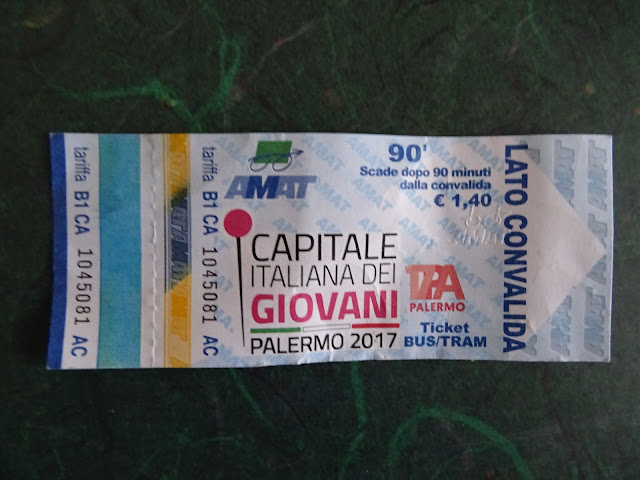 tariffa B1 CA 1045081 AC
tariffa B1 CA 1045081 AC
AMAT
90'
Scade dopo 90 minuti
dalla convalida
€ 1,40
CAPITALE
ITALIANA DEI
GIOVANI
PALERMO 2017
PALERMO
Ticket
BUS/TRAM
LATO CONVALIDA
AMAT